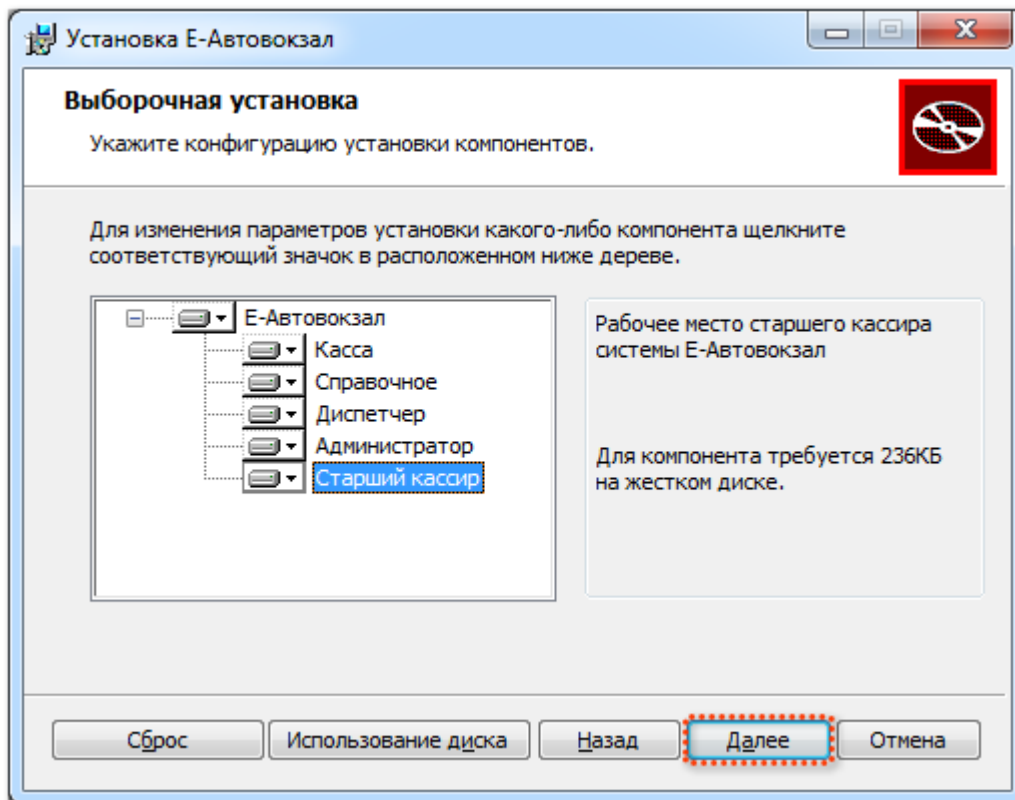 Установка Е-Автовокзал
Выборочная установка
Укажите конфигурацию установки компонентов.
Для изменения параметров установки какого-либо компонента щелкните
соответствующий значок в расположенном ниже дереве.
Е-Автовокзал
Касса
Справочное
Диспетчер
Администратор
Старший кассир
Рабочее место старшего кассира
системы Е-Автовокзал
Для компонента требуется 236КБ
на жестком диске.
Сброс
Использование диска
Назад
Далее
Отмена